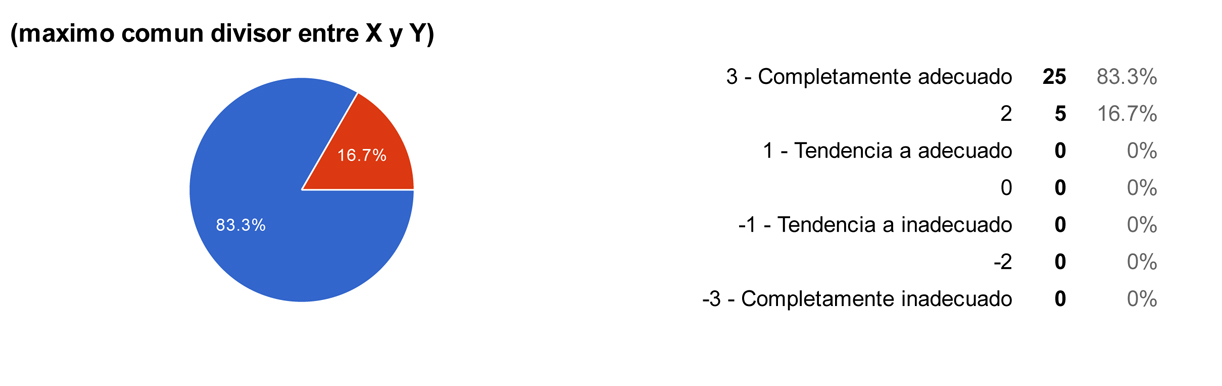 (maximo comun divisor entre X y Y)
16.7%
83.3%
3 - Completamente adecuado 25 83.3%
2 5 16.7%
1 - Tendencia a adecuado 0 0%
0 0 0%
-1 - Tendencia a inadecuado 0 0%
-2 0 0%
-3 - Completamente inadecuado 0 0%